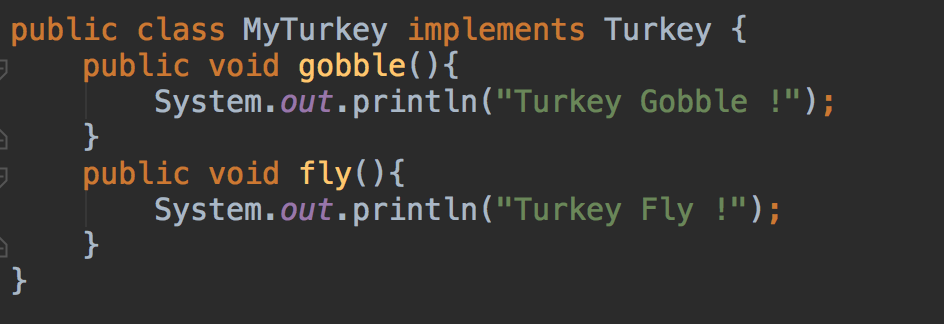 public class MyTurkey implements Turkey {
    public void gobble(){
        System.out.println("Turkey Gobble !");
    }
    public void fly(){
        System.out.println("Turkey Fly !");
    }
}